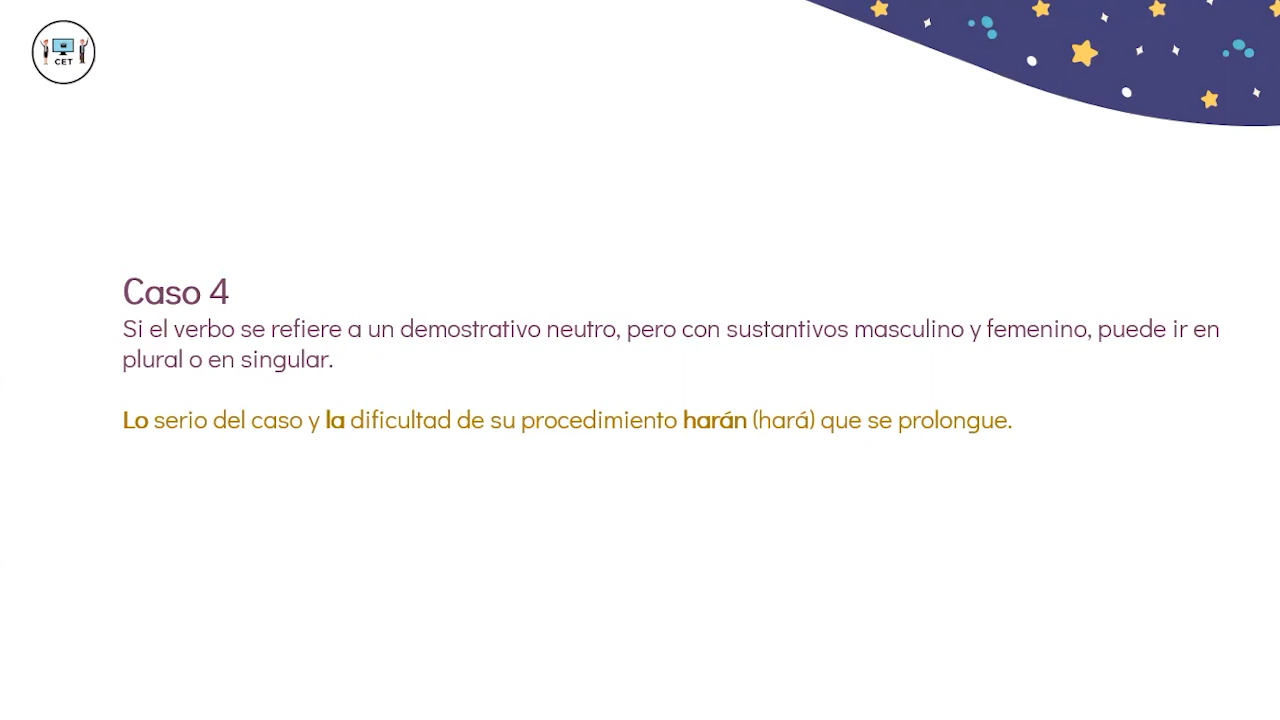 CET
Caso 4
Si el verbo se refiere a un demostrativo neutro, pero con sustantivos masculino y femenino, puede ir en
plural o en singular.
Lo serio del caso y la dificultad de su procedimiento harán (hará) que se prolongue.